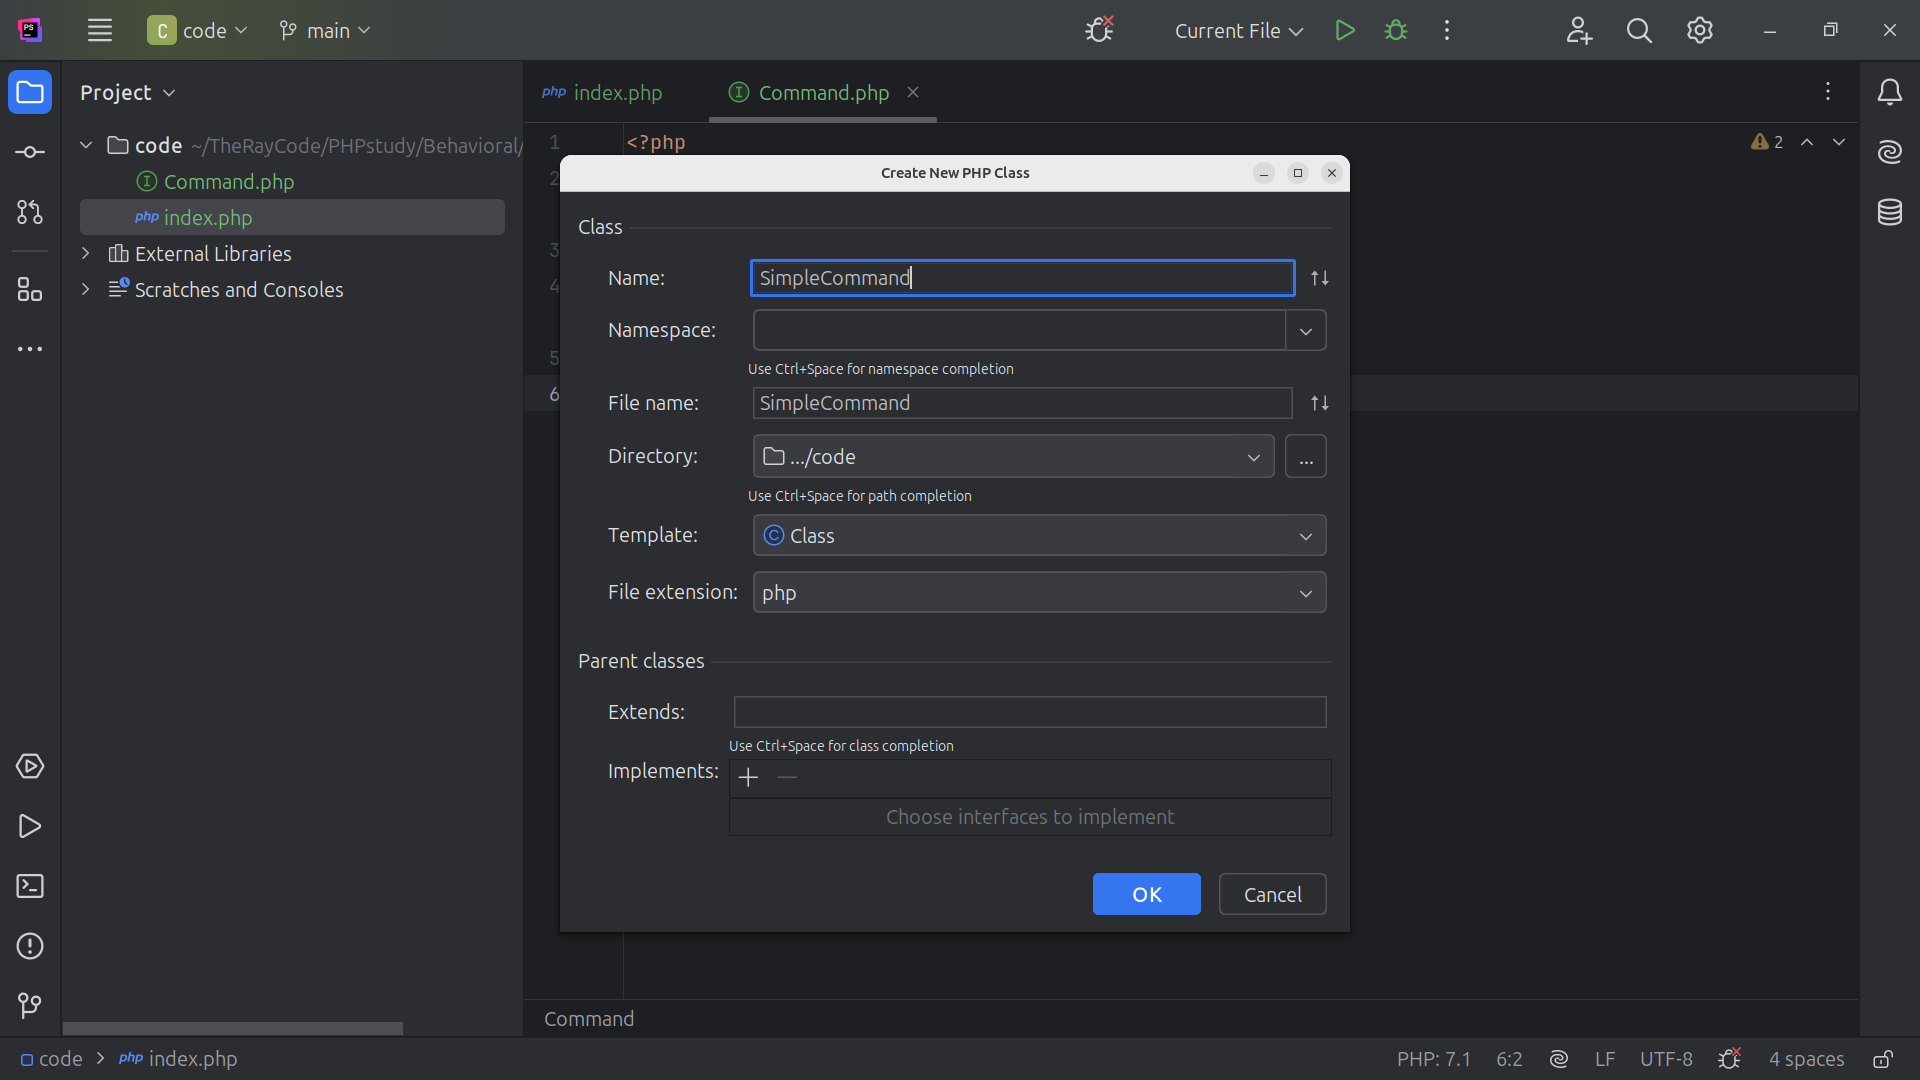 PS
C code main
Current File
Project
index.php
Command.php
code ~/TheRayCode/PHPstudy/Behavioral/
Command.php
php index.php
External Libraries
Scratches and Consoles
1 <?php
2
3
4
5
6
2
Create New PHP Class
Class
Name: SimpleCommand
Namespace:
Use Ctrl+Space for namespace completion
File name: SimpleCommand
Directory: .../code ...
Use Ctrl+Space for path completion
Template: C Class
File extension: php
Parent classes
Extends:
Use Ctrl+Space for class completion
Implements:
Choose interfaces to implement
OK Cancel
Command
code > php index.php
PHP: 7.1 6:2 LF UTF-8 4 spaces